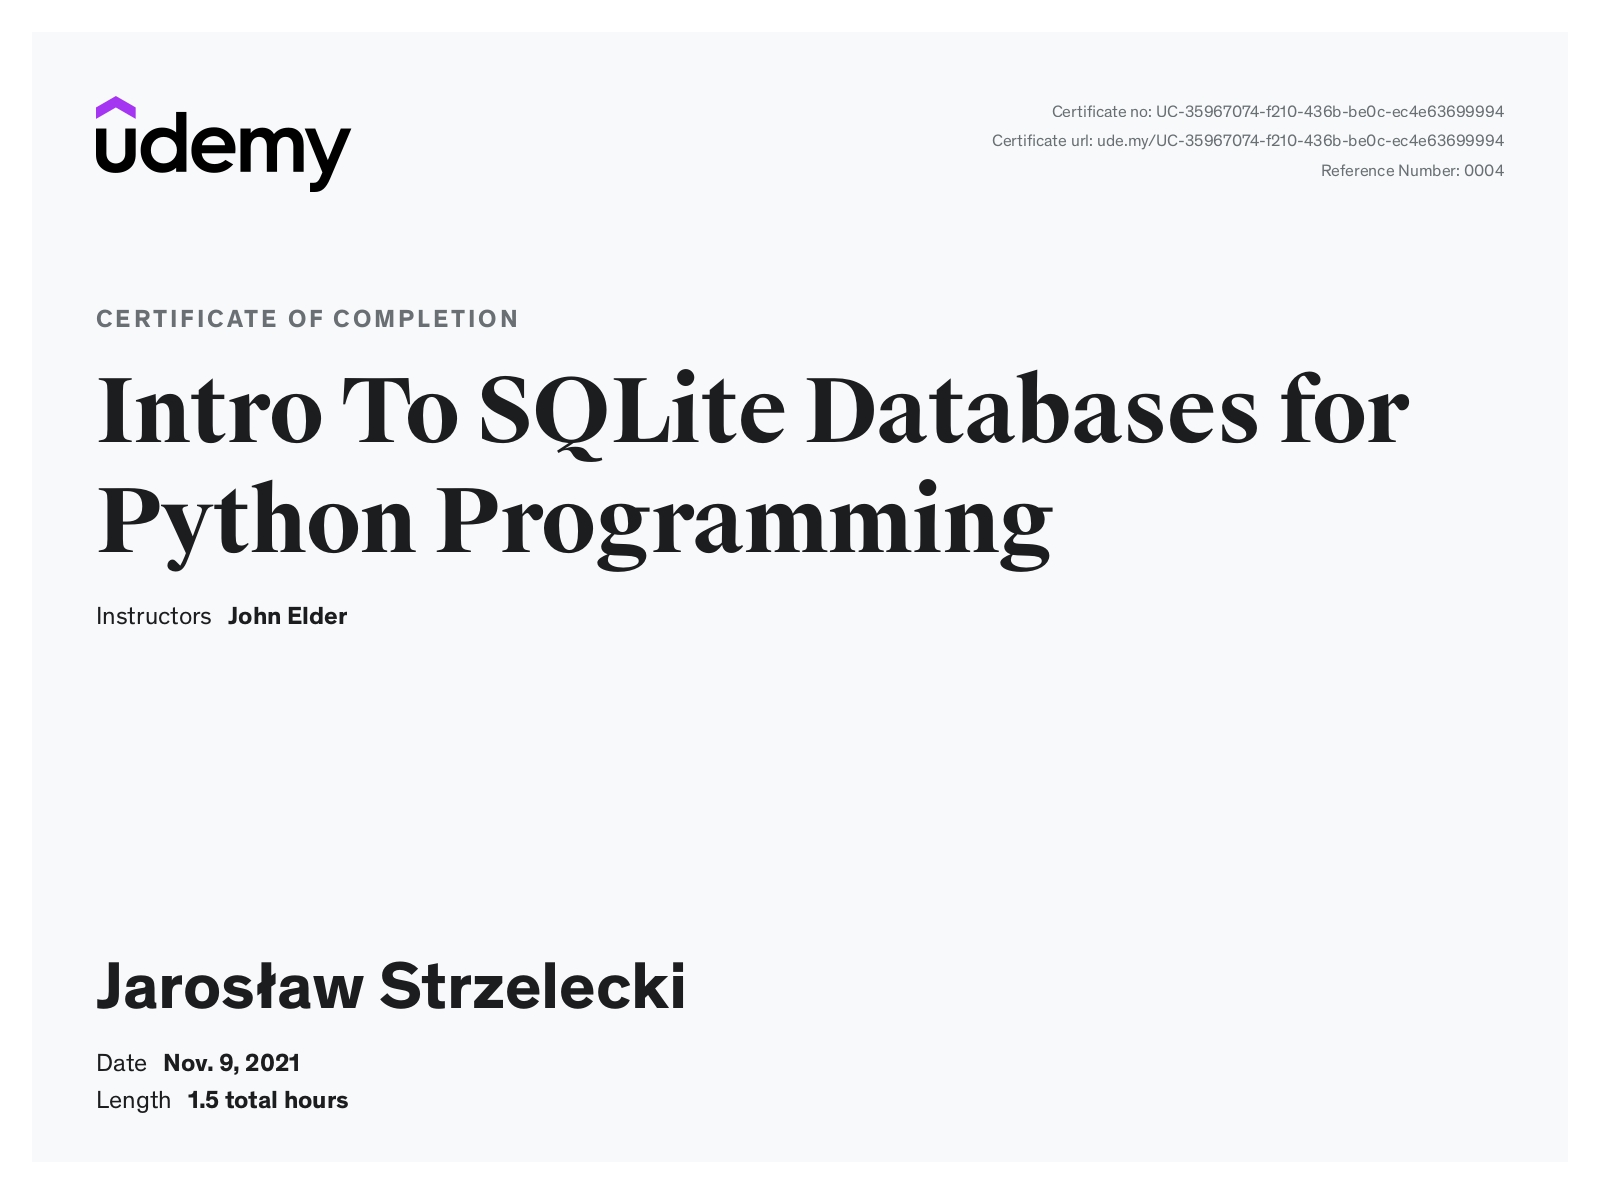 udemy
Certificate no: UC-35967074-f210-436b-be0c-ec4e63699994
Certificate url: ude.my/UC-35967074-f210-436b-be0c-ec4e63699994
Reference Number: 0004
CERTIFICATE OF COMPLETION
Intro To SQLite Databases for
Python Programming
Instructors John Elder
Jarosław Strzelecki
Date Nov. 9, 2021
Length 1.5 total hours